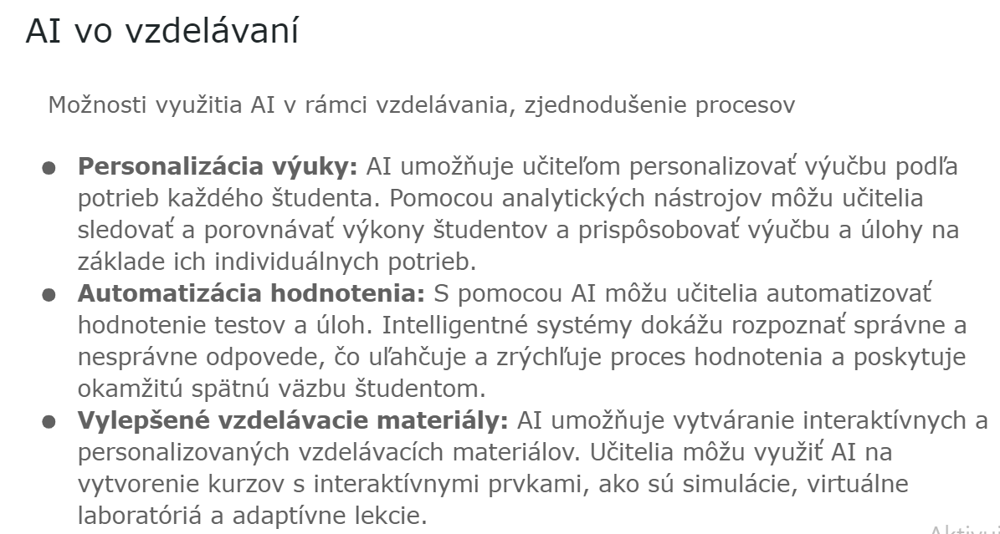 AI vo vzdelávaní
Možnosti využitia AI v rámci vzdelávania, zjednodušenie procesov
● Personalizácia výuky: AI umožňuje učiteľom personalizovať výučbu podľa
potrieb každého študenta. Pomocou analytických nástrojov môžu učitelia
sledovať a porovnávať výkony študentov a prispôsobovať výučbu a úlohy na
základe ich individuálnych potrieb.
● Automatizácia hodnotenia: S pomocou AI môžu učitelia automatizovať
hodnotenie testov a úloh. Intelligentné systémy dokážu rozpoznať správne a
nesprávne odpovede, čo uľahčuje a zrýchľuje proces hodnotenia a poskytuje
okamžitú spätnú väzbu študentom.
● Vylepšené vzdelávacie materiály: AI umožňuje vytváranie interaktívnych a
personalizovaných vzdelávacích materiálov. Učitelia môžu využiť AI na
vytvorenie kurzov s interaktívnymi prvkami, ako sú simulácie, virtuálne
laboratóriá a adaptívne lekcie.